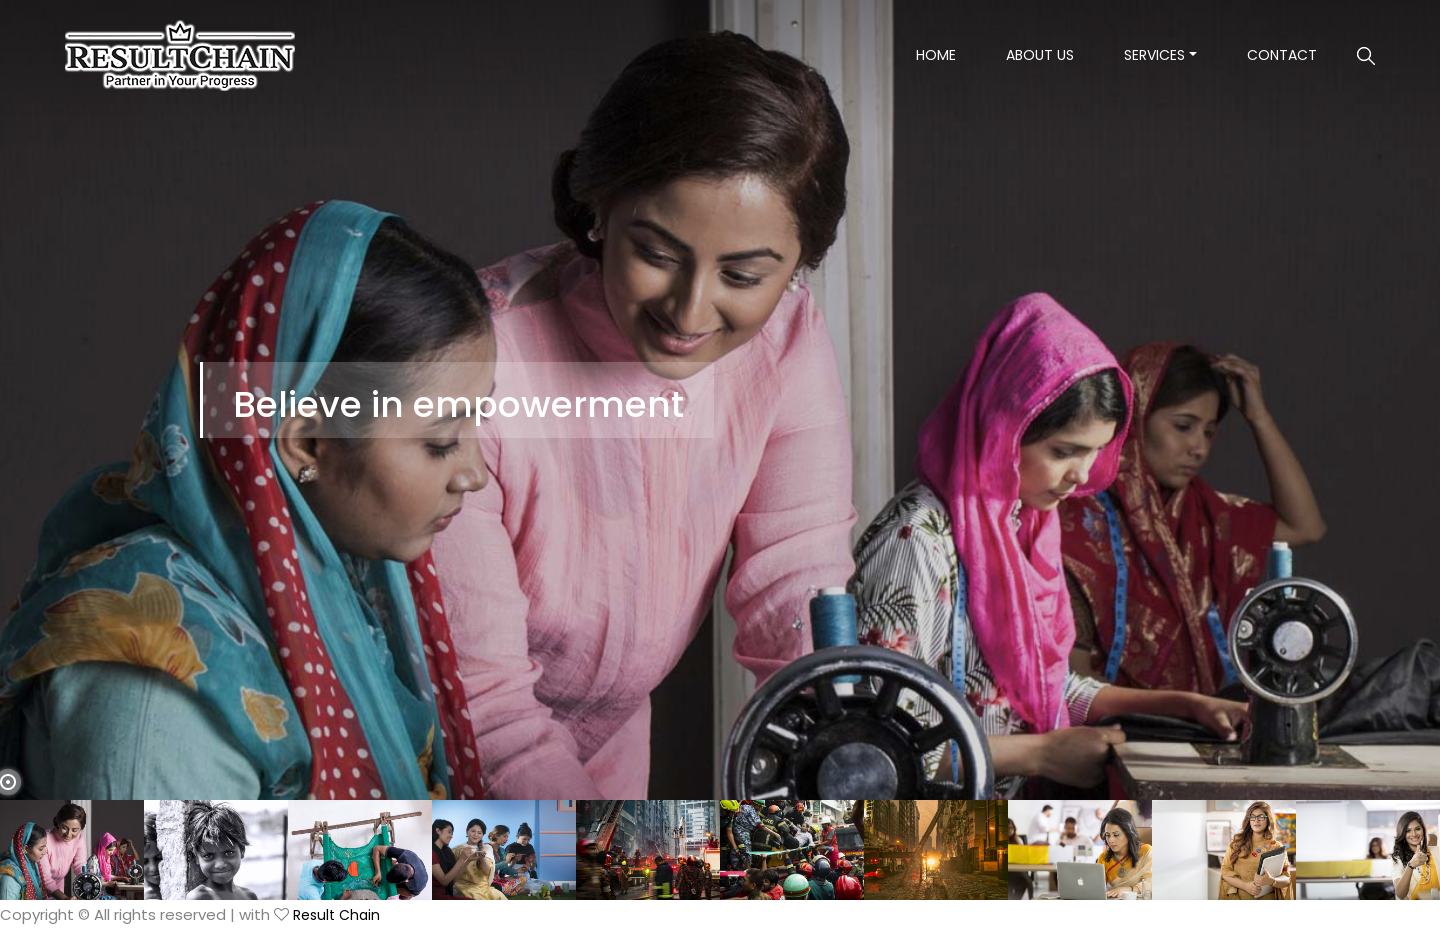 RESULTCHAIN
Partner in Your Progress
HOME
ABOUT US
SERVICES
CONTACT
Believe in empowerment
Copyright © All rights reserved | with ♡ Result Chain